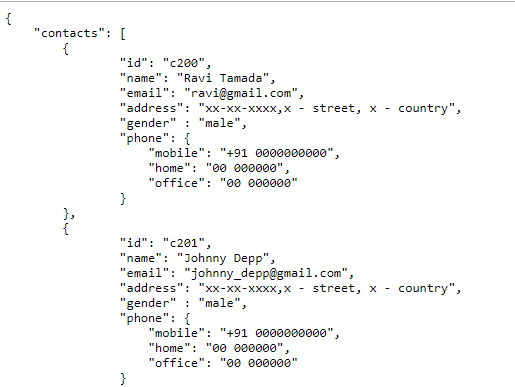 {
    "contacts": [
        {
                "id": "c200",
                "name": "Ravi Tamada",
                "email": "ravi@gmail.com",
                "address": "xx-xx-xxxx,x - street, x - country",
                "gender" : "male",
                "phone": {
                    "mobile": "+91 0000000000",
                    "home": "00 000000",
                    "office": "00 000000"
                }
        },
        {
                "id": "c201",
                "name": "Johnny Depp",
                "email": "johnny_depp@gmail.com",
                "address": "xx-xx-xxxx,x - street, x - country",
                "gender" : "male",
                "phone": {
                    "mobile": "+91 0000000000",
                    "home": "00 000000",
                    "office": "00 000000"
                }